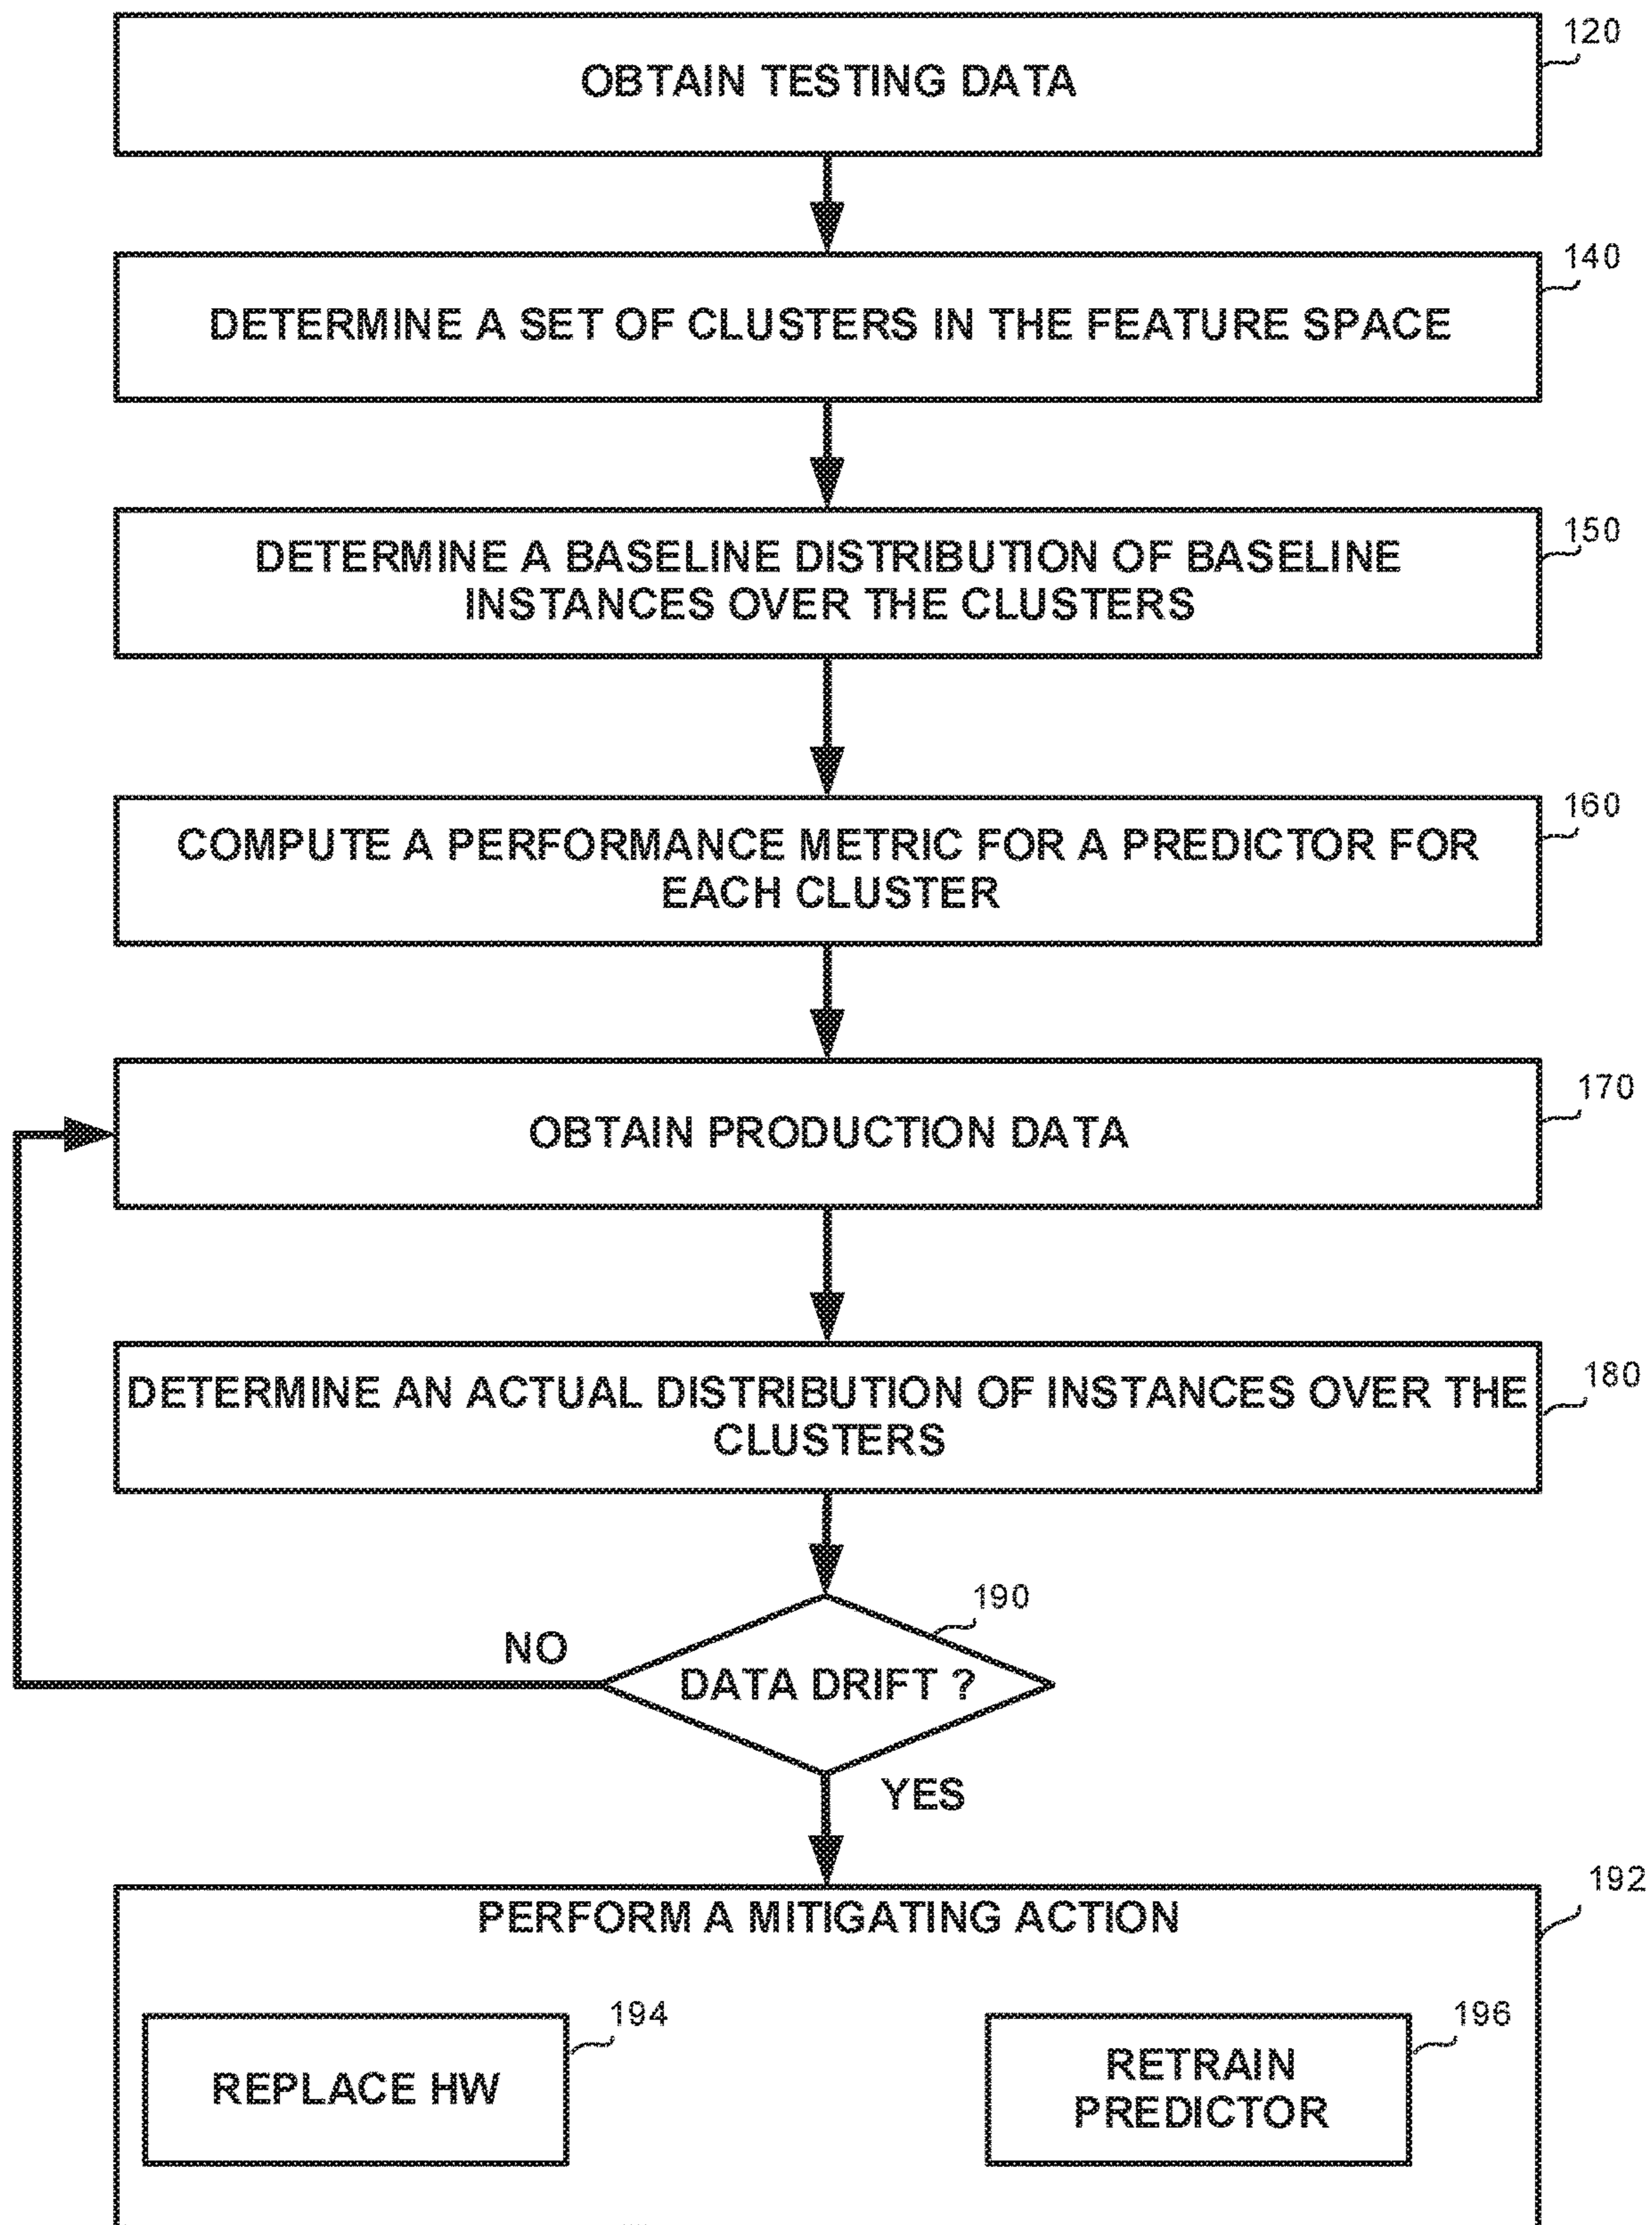 120
OBTAIN TESTING DATA
140
DETERMINE A SET OF CLUSTERS IN THE FEATURE SPACE
150
DETERMINE A BASELINE DISTRIBUTION OF BASELINE
INSTANCES OVER THE CLUSTERS
160
COMPUTE A PERFORMANCE METRIC FOR A PREDICTOR FOR
EACH CLUSTER
170
OBTAIN PRODUCTION DATA
180
DETERMINE AN ACTUAL DISTRIBUTION OF INSTANCES OVER THE
CLUSTERS
190
NO
DATA DRIFT ?
YES
192
PERFORM A MITIGATING ACTION
194
REPLACE HW
196
RETRAIN
PREDICTOR